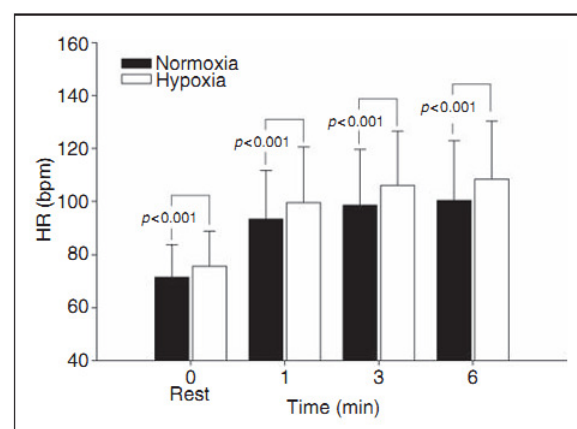 160
140
120
100
80
60
40
HR (bpm)
Normoxia
Hypoxia
p<0.001
p<0.001
p<0.001
p<0.001
0
1
3
6
Rest
Time (min)